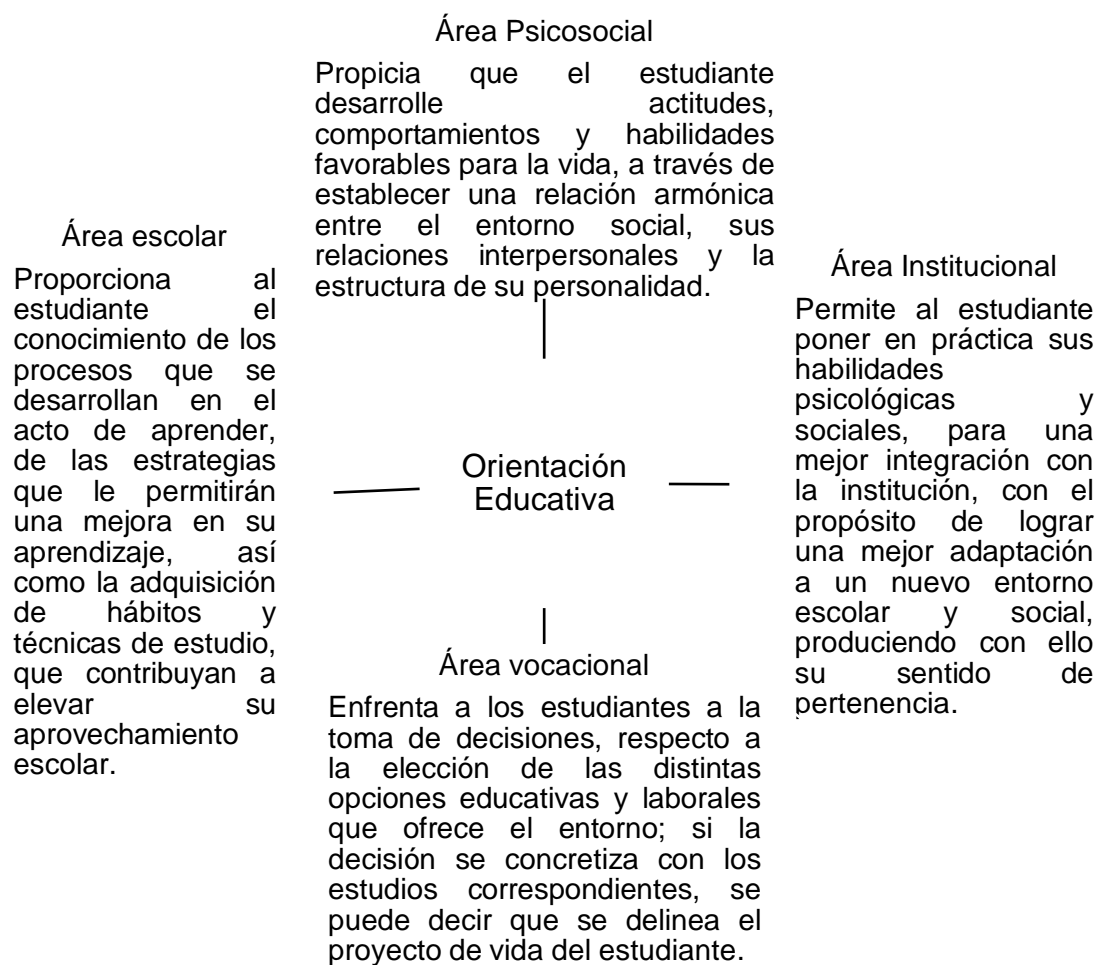 Área Psicosocial
Propicia que el estudiante
desarrolle actitudes,
comportamientos y habilidades
favorables para la vida, a través de
establecer una relación armónica
entre el entorno social, sus
relaciones interpersonales y la
estructura de su personalidad.
Área escolar
Proporciona al
estudiante el
conocimiento de los
procesos que se
desarrollan en el
acto de aprender,
de las estrategias
que le permitirán
una mejora en su
aprendizaje, así
como la adquisición
de hábitos y
técnicas de estudio,
que contribuyan a
elevar su
aprovechamiento
escolar.
Orientación
Educativa
Área Institucional
Permite al estudiante
poner en práctica sus
habilidades
psicológicas y
sociales, para una
mejor integración con
la institución, con el
propósito de lograr
una mejor adaptación
a un nuevo entorno
escolar y social,
produciendo con ello
su sentido de
pertenencia.
Área vocacional
Enfrenta a los estudiantes a la
toma de decisiones, respecto a
la elección de las distintas
opciones educativas y laborales
que ofrece el entorno; si la
decisión se concretiza con los
estudios correspondientes, se
puede decir que se delinea el
proyecto de vida del estudiante.